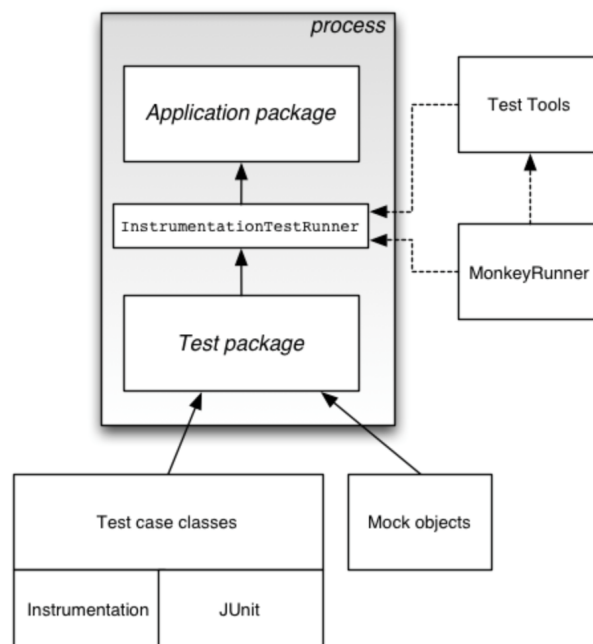 process
Application package
Test Tools
InstrumentationTestRunner
MonkeyRunner
Test package
Test case classes
Mock objects
Instrumentation
JUnit